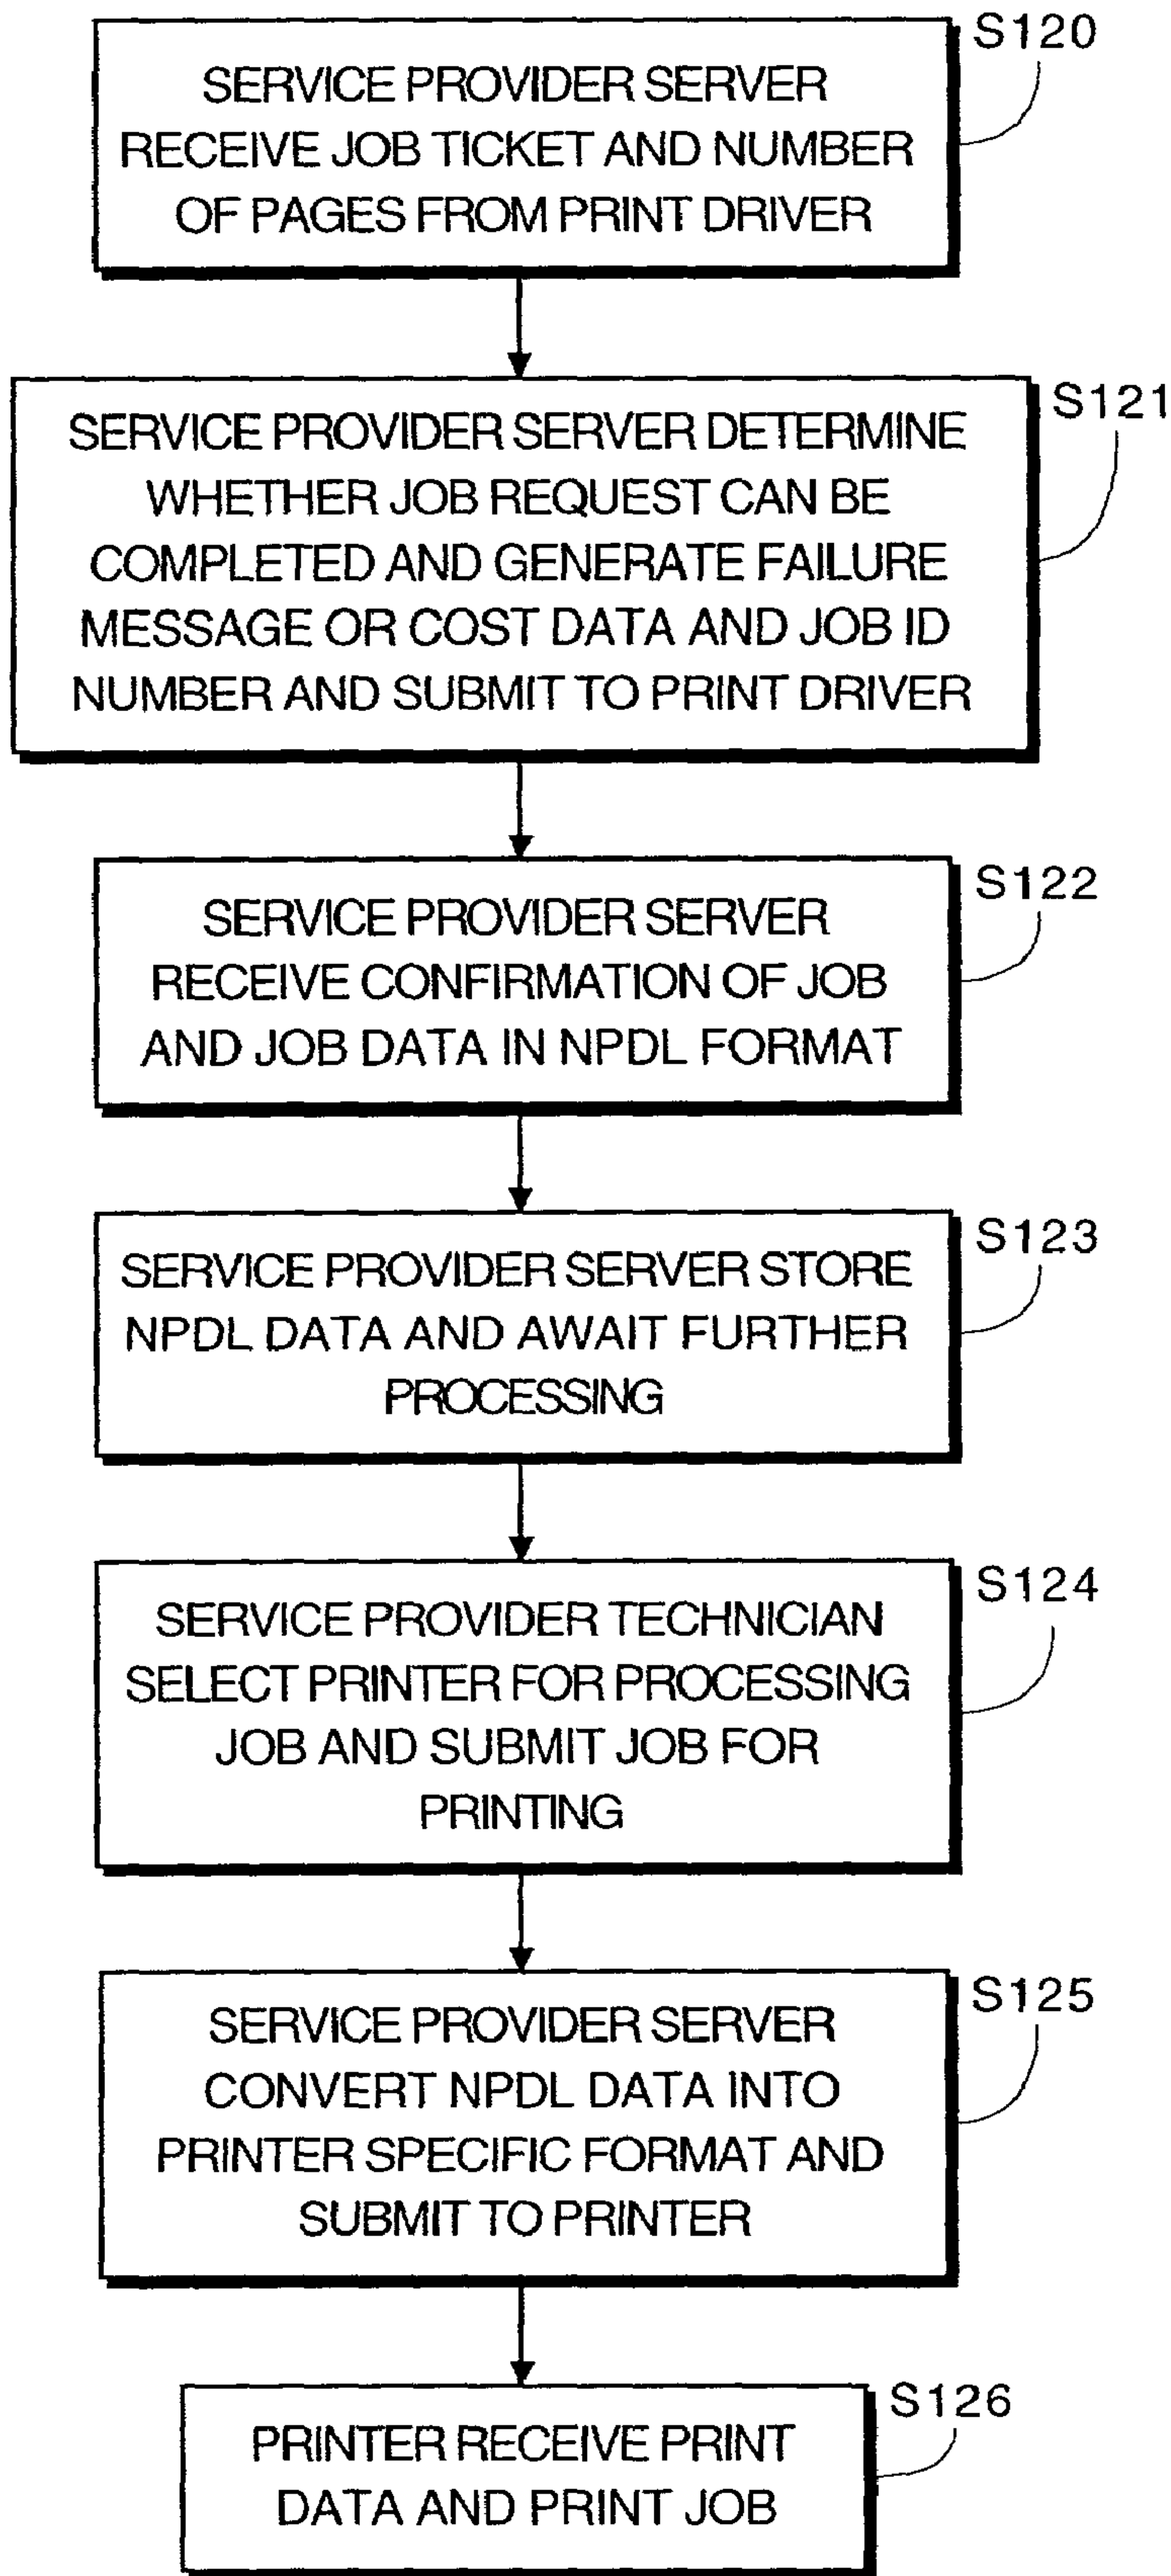 S120
SERVICE PROVIDER SERVER
RECEIVE JOB TICKET AND NUMBER
OF PAGES FROM PRINT DRIVER
S121
SERVICE PROVIDER SERVER DETERMINE
WHETHER JOB REQUEST CAN BE
COMPLETED AND GENERATE FAILURE
MESSAGE OR COST DATA AND JOB ID
NUMBER AND SUBMIT TO PRINT DRIVER
S122
SERVICE PROVIDER SERVER
RECEIVE CONFIRMATION OF JOB
AND JOB DATA IN NPDL FORMAT
S123
SERVICE PROVIDER SERVER STORE
NPDL DATA AND AWAIT FURTHER
PROCESSING
S124
SERVICE PROVIDER TECHNICIAN
SELECT PRINTER FOR PROCESSING
JOB AND SUBMIT JOB FOR
PRINTING
S125
SERVICE PROVIDER SERVER
CONVERT NPDL DATA INTO
PRINTER SPECIFIC FORMAT AND
SUBMIT TO PRINTER
S126
PRINTER RECEIVE PRINT
DATA AND PRINT JOB